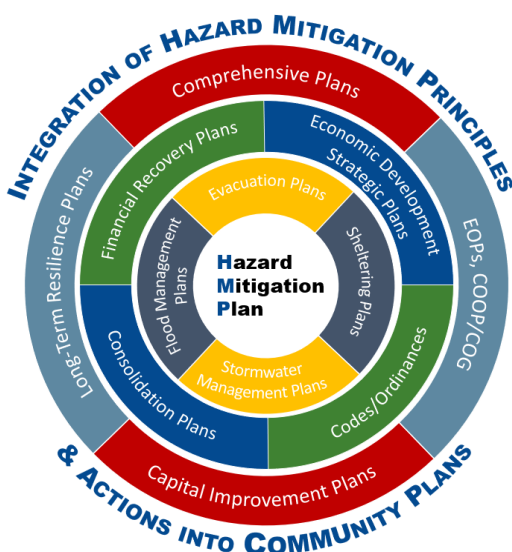 INTEGRATION OF HAZARD MITIGATION PRINCIPLES
Comprehensive Plans
Financial Recovery Plans
Economic Development
Strategic Plans
Evacuation Plans
Long-Term Resilience Plans
Flood Management
Plans
Hazard
Mitigation
Plan
Sheltering Plans
EOPs, COOP/COG
Stormwater
Management Plans
Consolidation Plans
Codes/Ordinances
Capital Improvement Plans
& ACTIONS INTO COMMUNITY PLANS